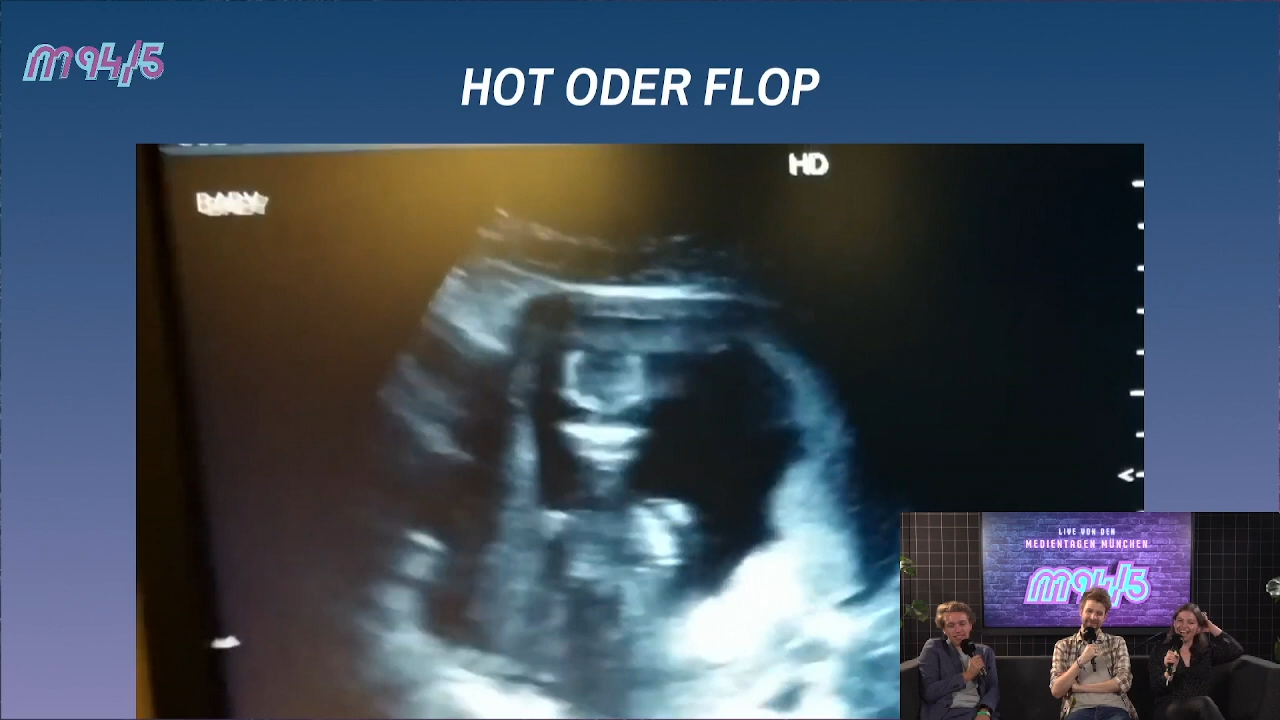 M94/5
HOT ODER FLOP
HD
BABY
LIVE VON DEN
MEDIENTAGEN MÜNCHEN
M94/5